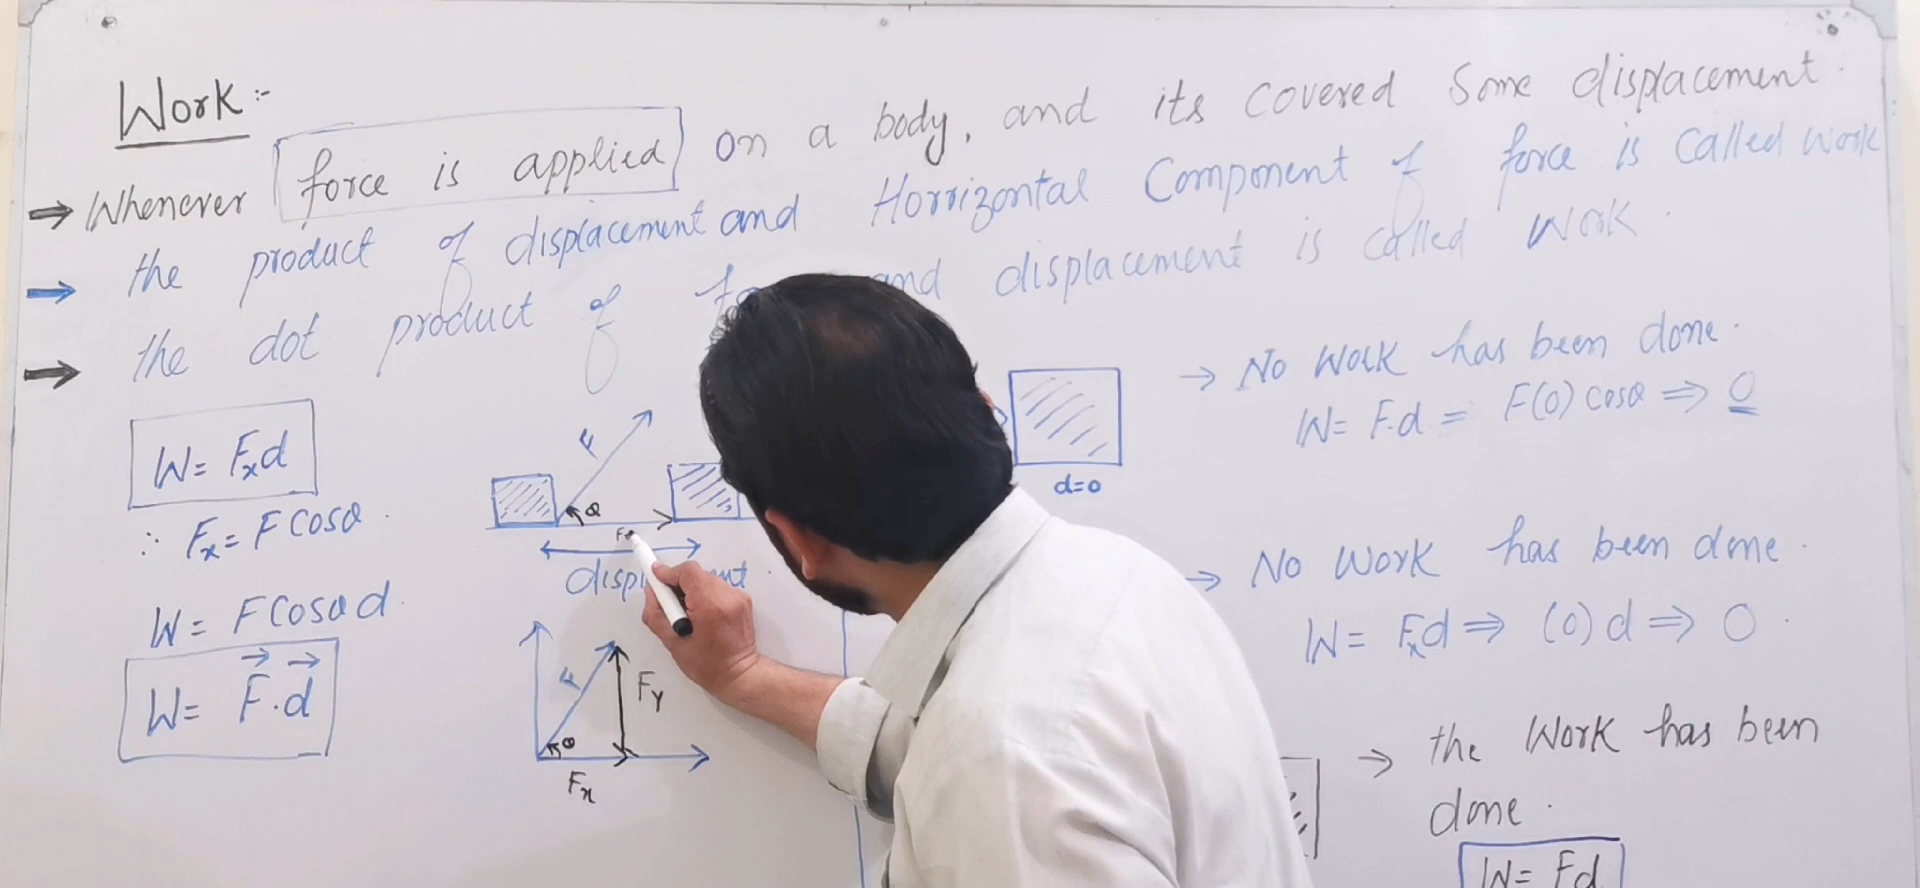 Work:-
Whenever force is applied on a body, and its covered Some displacement.
the product of displacement and Horrizontal Component of force is called work
the dot product of and displacement is called Work.
W= Fxd
∴ Fx= F Cosθ.
W= F Cosθ d.
W= F⃗.d⃗
F
θ
displ
F
Fy
θ
Fx
d=0
→ No Work has been done.
W= F.d = F(0) cosθ ⇒ 0
→ No Work has been done.
W= Fxd ⇒ (0) d ⇒ 0.
→ the Work has been
done.
W= Fd